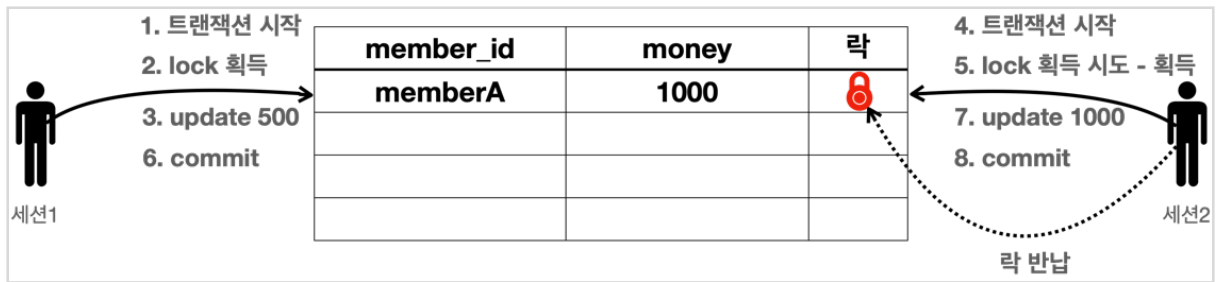 1. 트랜잭션 시작
2. lock 획득
3. update 500
6. commit
세션1
member_id money 락
memberA 1000
4. 트랜잭션 시작
5. lock 획득 시도 - 획득
7. update 1000
8. commit
세션2
락 반납